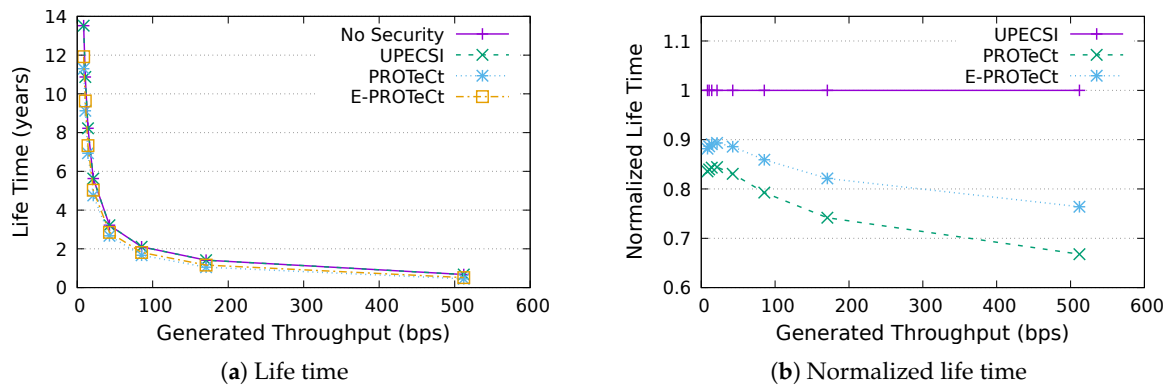 14
12
10
8
6
4
2
0
0 100 200 300 400 500 600
Life Time (years)
Generated Throughput (bps)
No Security
UPECSI
PROTeCt
E-PROTeCt
(a) Life time
1.1
1
0.9
0.8
0.7
0.6
0 100 200 300 400 500 600
Normalized Life Time
Generated Throughput (bps)
UPECSI
PROTeCt
E-PROTeCt
(b) Normalized life time